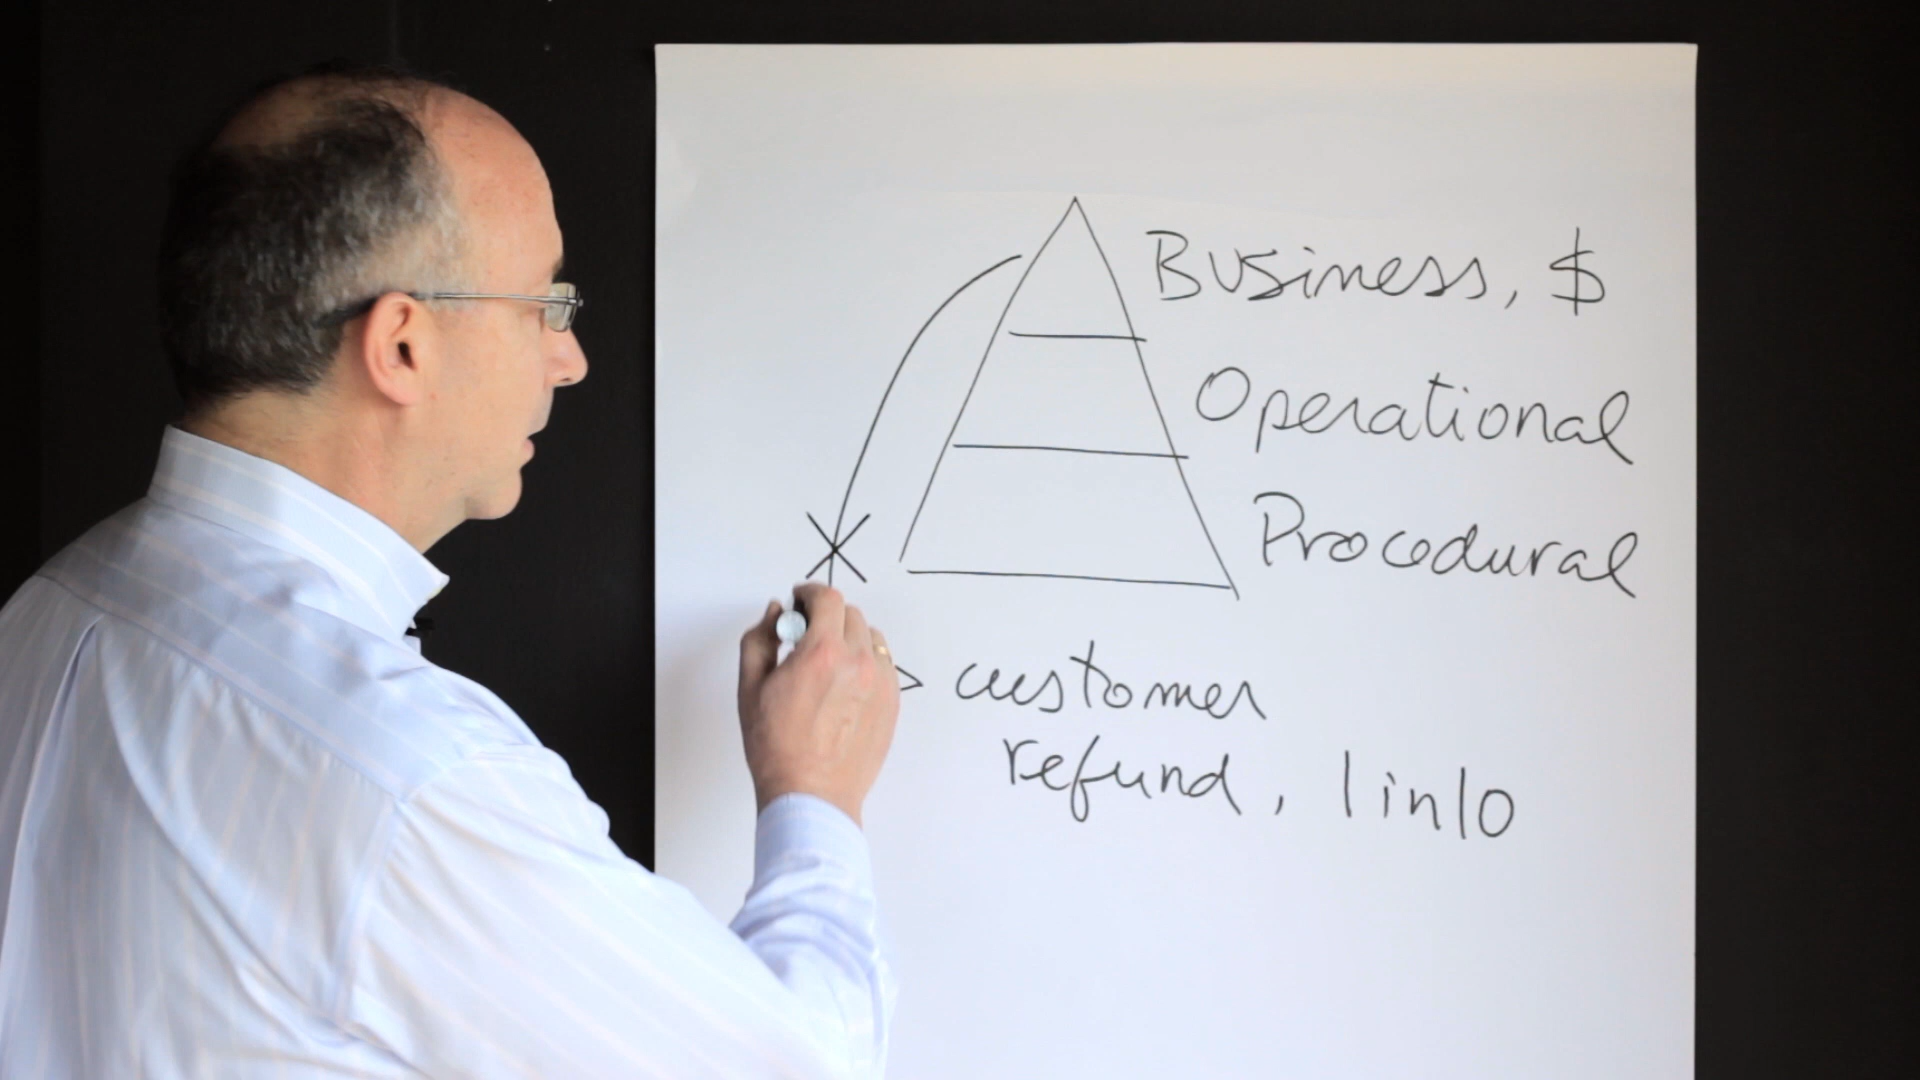 Business, $
Operational
Procedural
customer
refund, 1 in 10